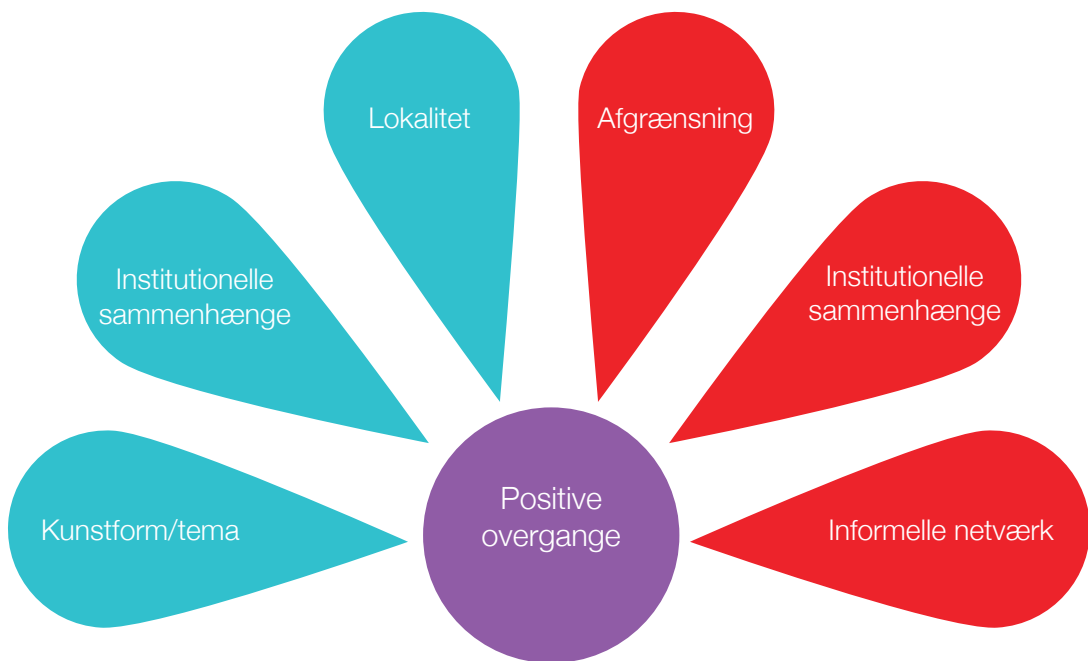 Lokalitet
Afgrænsning
Institutionelle
sammenhænge
Institutionelle
sammenhænge
Kunstform/tema
Positive
overgange
Informelle netværk